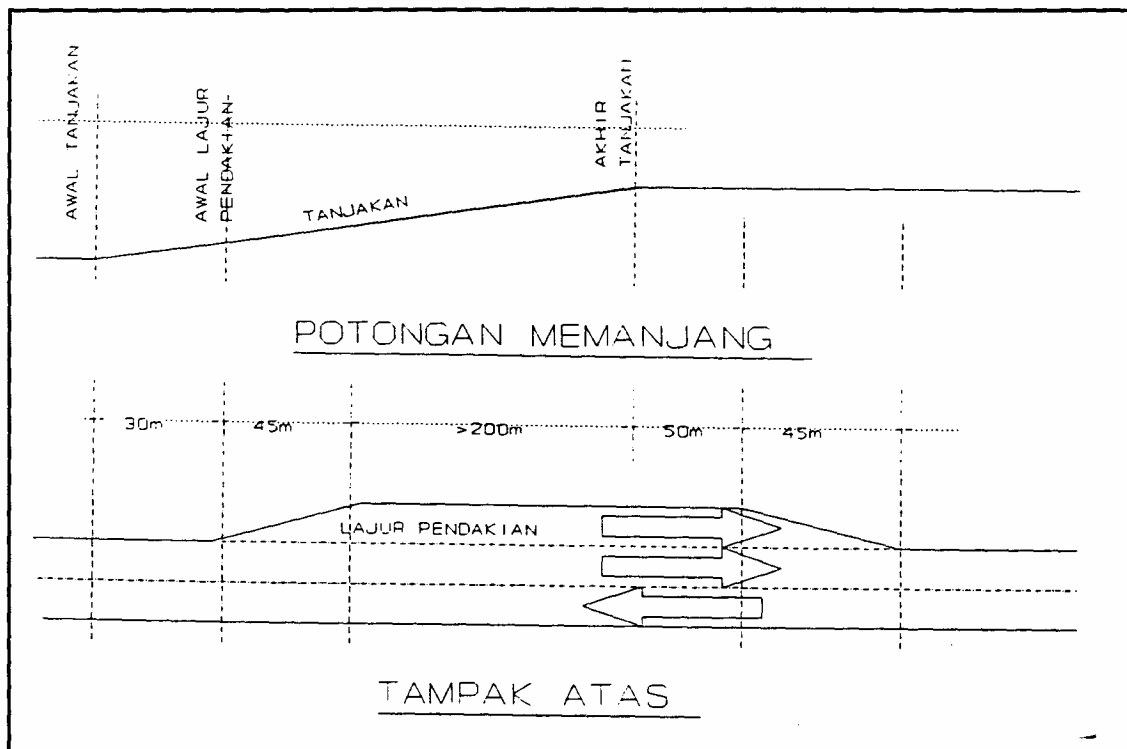 AWAL TANJAKAN
AWAL LAJUR
PENDAKIAN-
AKHIR
TANJAKAN
TANJAKAN
POTONGAN MEMANJANG
30m
45m
>200m
50m
45m
LAJUR PENDAKIAN
TAMPAK ATAS